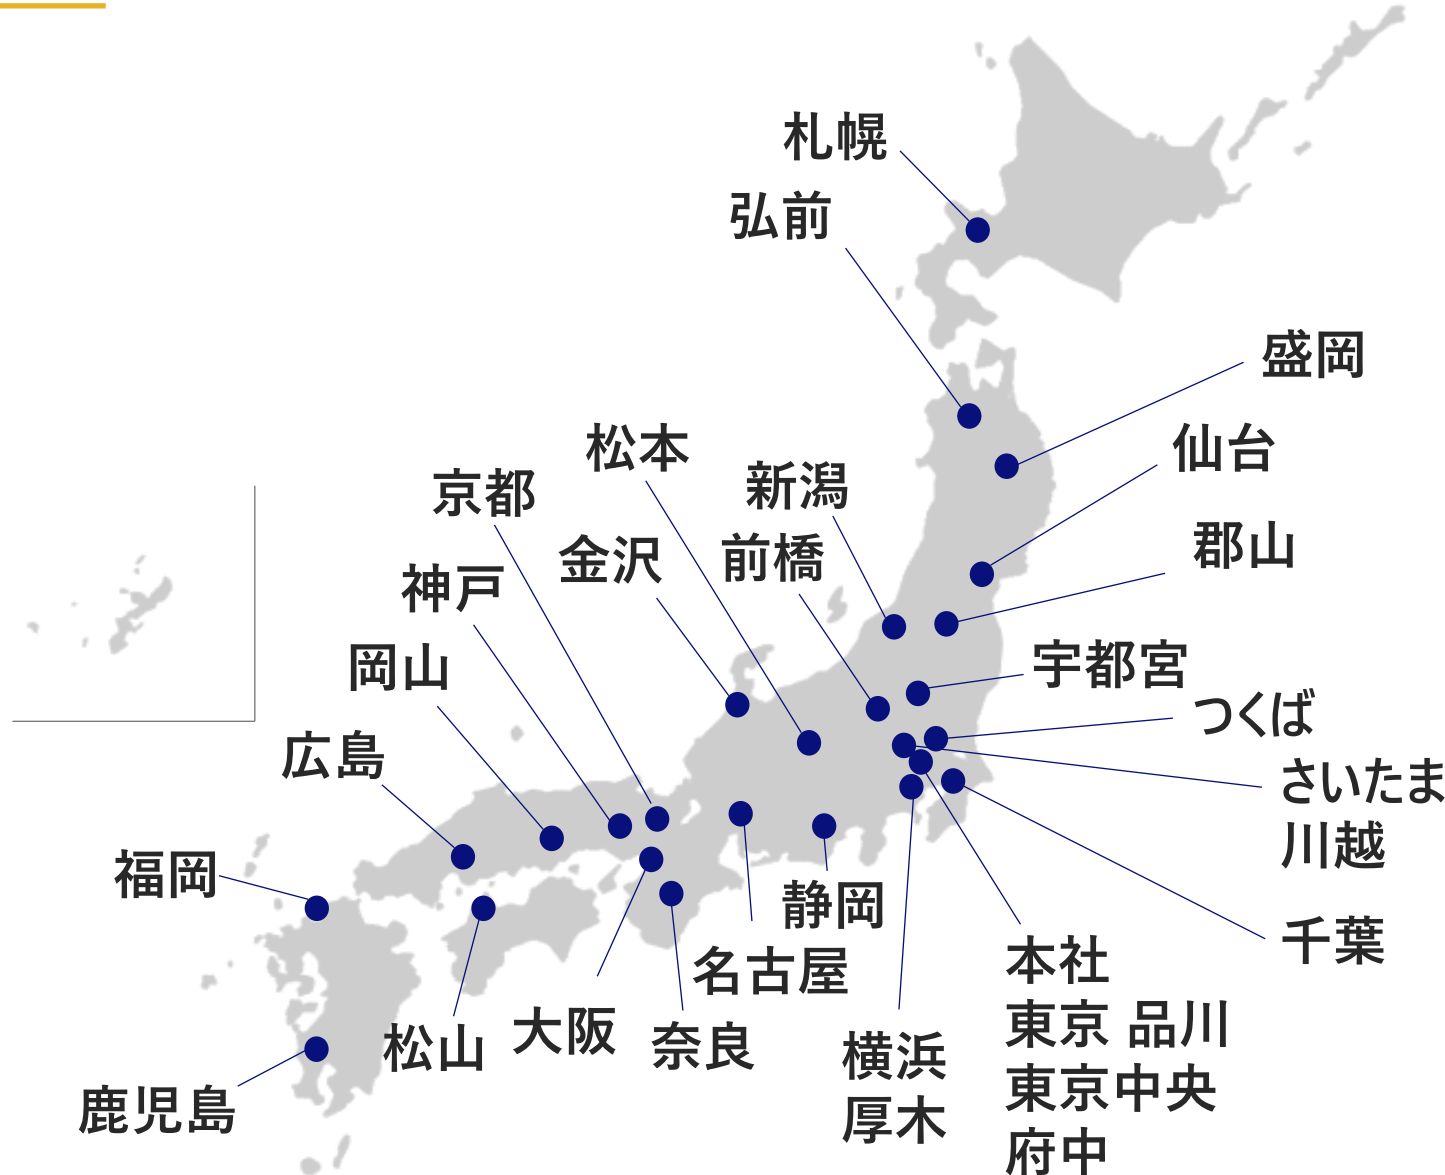 札幌
弘前
盛岡
仙台
松本
新潟
京都
郡山
前橋
金沢
神戸
岡山
宇都宮
つくば
広島
さいたま
川越
福岡
静岡
千葉
名古屋
本社
東京 品川
東京中央
府中
大阪
奈良
松山
横浜
厚木
鹿児島